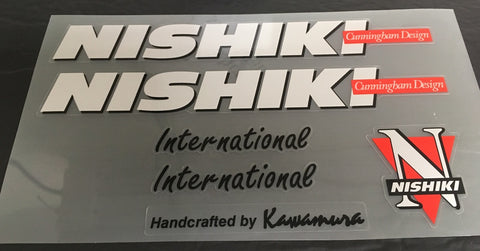 NISHIKI
Cunningham Design
NISHIKI
Cunningham Design
International
International
N
NISHIKI
Handcrafted by Kawamura